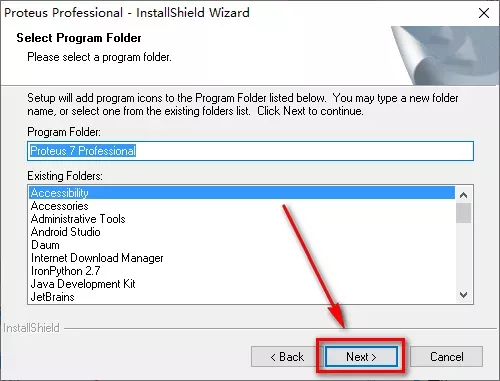 Proteus Professional - InstallShield Wizard
Select Program Folder
Please select a program folder.
Setup will add program icons to the Program Folder listed below. You may type a new folder
name, or select one from the existing folders list. Click Next to continue.
Program Folder:
Proteus 7 Professional
Existing Folders:
Accessibility
Accessories
Administrative Tools
Android Studio
Daum
Internet Download Manager
IronPython 2.7
Java Development Kit
JetBrains
InstallShield
< Back
Next >
Cancel